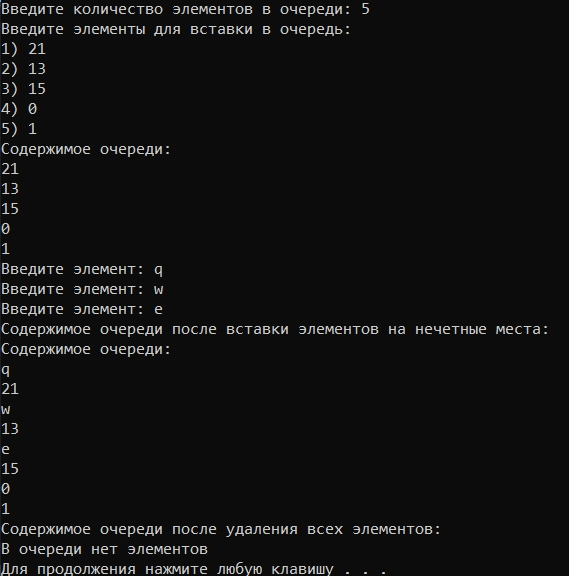 Введите количество элементов в очереди: 5
Введите элементы для вставки в очередь:
1) 21
2) 13
3) 15
4) 0
5) 1
Содержимое очереди:
21
13
15
0
1
Введите элемент: q
Введите элемент: w
Введите элемент: e
Содержимое очереди после вставки элементов на нечетные места:
Содержимое очереди:
q
21
w
13
e
15
0
1
Содержимое очереди после удаления всех элементов:
В очереди нет элементов
Для продолжения нажмите любую клавишу . . .